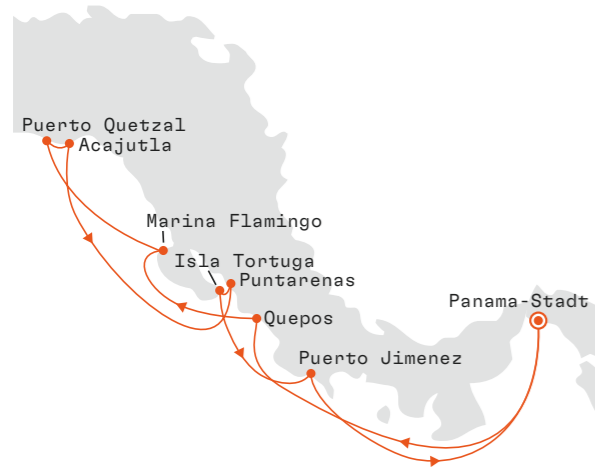 Puerto Quetzal
Acajutla
Marina Flamingo
Isla Tortuga
Puntarenas
Panama-Stadt
Quepos
Puerto Jimenez